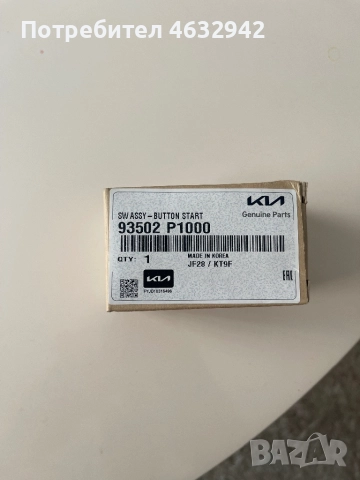 Потребител 4632942
SW ASSY-BUTTON START
KIA
Genuine Parts
93502 P1000
QTY: 1
MADE IN KOREA
JF28 / KT9F
KIA
EAC
BAZAR